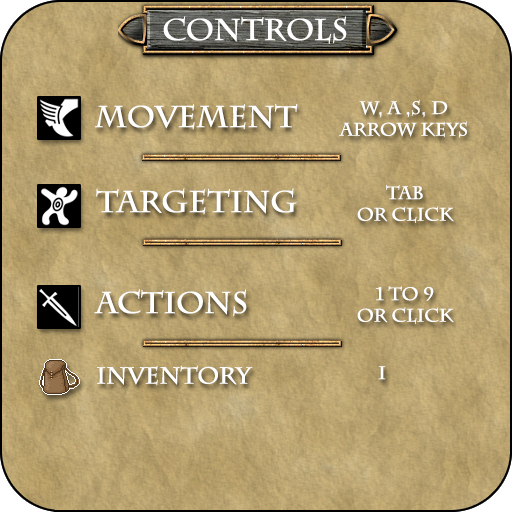 CONTROLS
MOVEMENT
W, A ,S, D
ARROW KEYS
TARGETING
TAB
OR CLICK
ACTIONS
1 TO 9
OR CLICK
INVENTORY
I